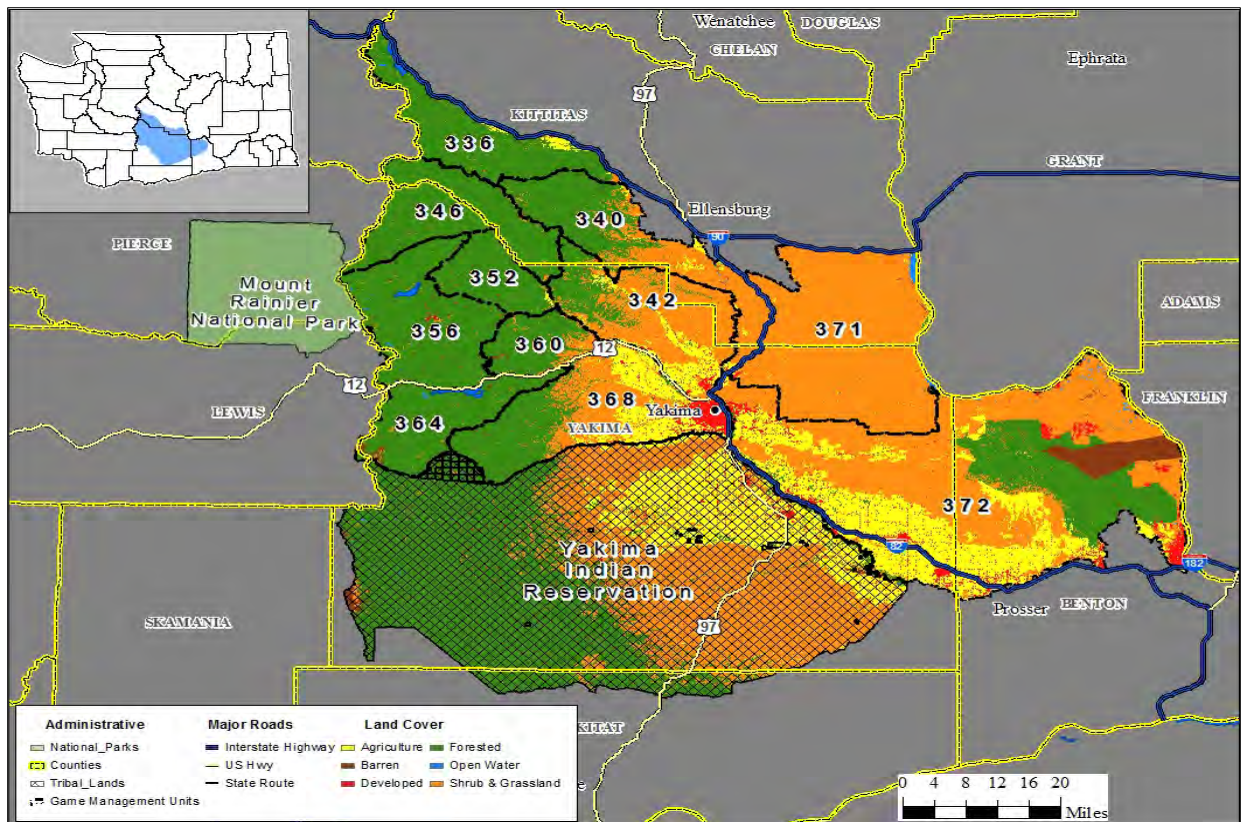 Wenatchee
DOUGLAS
CHELAN
Ephrata
97
KITTITAS
336
GRANT
346
340
Ellensburg
90
PIERCE
352
Mount
Rainier
National Park
342
ADAMS
356
371
360
12
12
FRANKLIN
LEWIS
368
Yakima
364
YAKIMA
372
82
Yakima
Indian
Reservation
182
Prosser
BENTON
SKAMANIA
97
KITAT
e
Administrative
National_Parks
Counties
Tribal_Lands
Game Management Units
Major Roads
Interstate Highway
US Hwy
State Route
Land Cover
Agriculture
Barren
Developed
Forested
Open Water
Shrub & Grassland
0 4 8 12 16 20
Miles